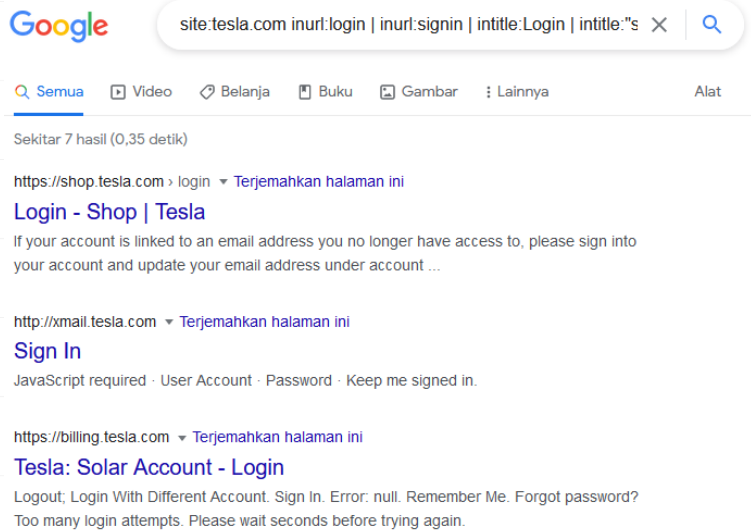 Google site:tesla.com inurl:login | inurl:signin | intitle:Login | intitle:"s
Semua Video Belanja Buku Gambar Lainnya Alat
Sekitar 7 hasil (0,35 detik)
https://shop.tesla.com › login Terjemahkan halaman ini
Login - Shop | Tesla
If your account is linked to an email address you no longer have access to, please sign into
your account and update your email address under account ...
http://xmail.tesla.com Terjemahkan halaman ini
Sign In
JavaScript required · User Account · Password · Keep me signed in.
https://billing.tesla.com Terjemahkan halaman ini
Tesla: Solar Account - Login
Logout; Login With Different Account. Sign In. Error: null. Remember Me. Forgot password?
Too many login attempts. Please wait seconds before trying again.